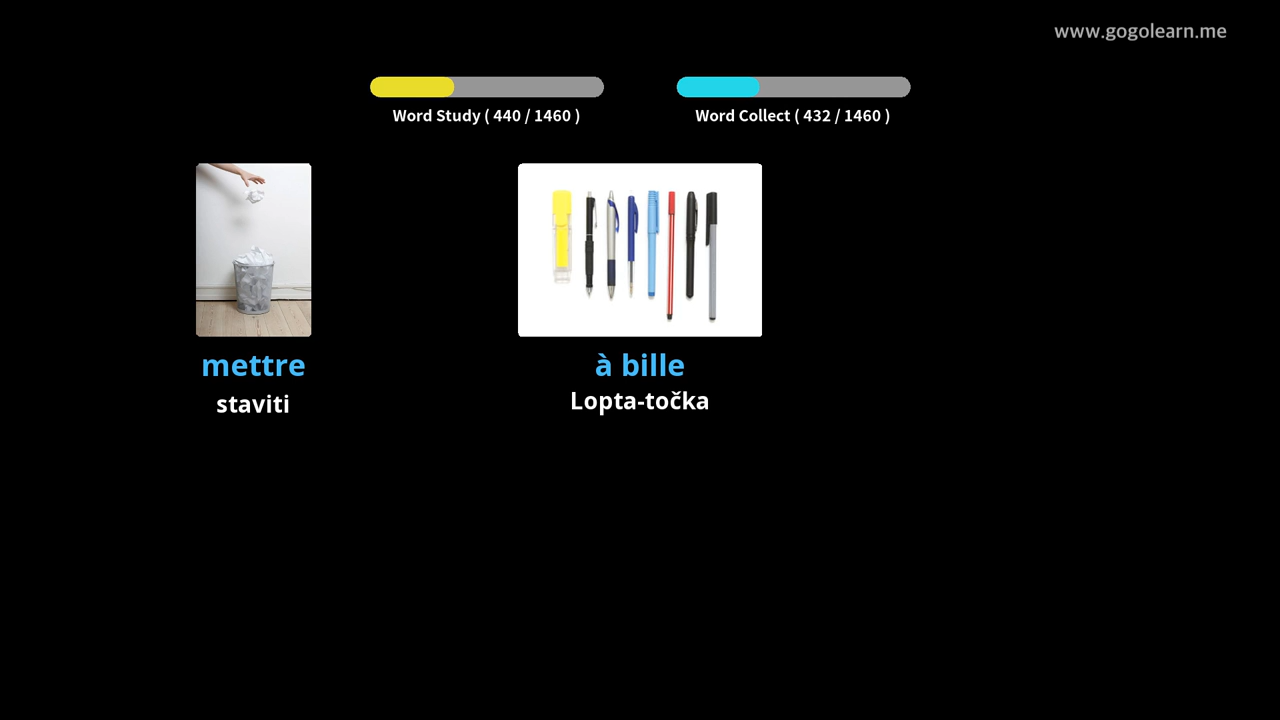 www.gogolearn.me
Word Study ( 440 / 1460 )
Word Collect ( 432 / 1460 )
mettre
staviti
à bille
Lopta-točka